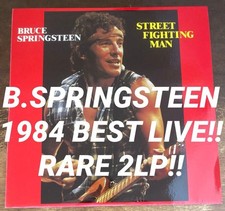 BRUCE
SPRINGSTEEN
STREET
FIGHTING
MAN
B.SPRINGSTEEN
1984 BEST LIVE!!
RARE 2LP!!